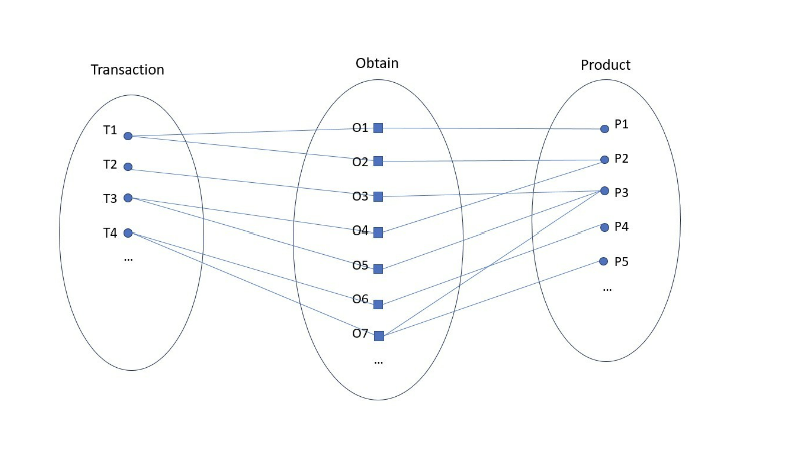 Transaction
Obtain
Product
T1
T2
T3
T4
...
O1
O2
O3
O4
O5
O6
O7
...
P1
P2
P3
P4
P5
...